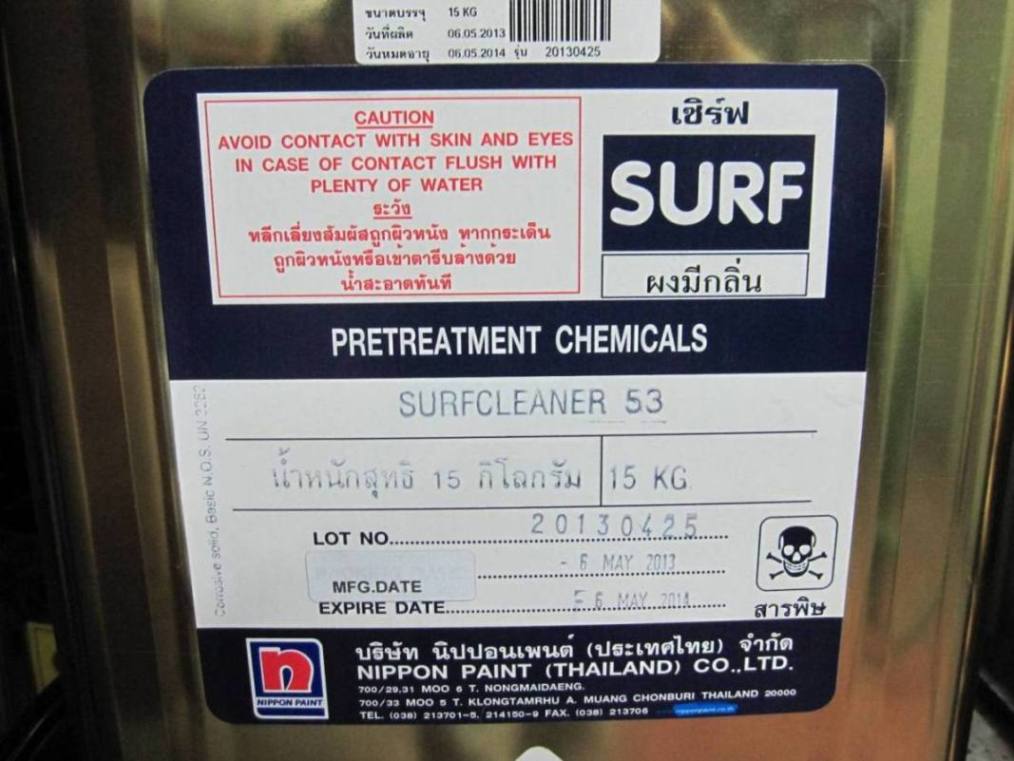 ขนาดบรรจุ 15 KG
วันที่ผลิต 06.05.2013
วันหมดอายุ 06.05.2014 รุ่น 20130425
CAUTION
AVOID CONTACT WITH SKIN AND EYES
IN CASE OF CONTACT FLUSH WITH
PLENTY OF WATER
ระวัง
หลีกเลี่ยงสัมผัสถูกผิวหนัง หากกระเด็น
ถูกผิวหนังหรือเข้าตารีบล้างด้วย
น้ำสะอาดทันที
เซิร์ฟ
SURF
ผงมีกลิ่น
PRETREATMENT CHEMICALS
SURFCLEANER 53
น้ำหนักสุทธิ 15 กิโลกรัม 15 KG
Corrosive solid, Basic N.O.S. UN 3262
LOT NO. 20130425
MFG.DATE - 6 MAY 2013
EXPIRE DATE 6 MAY 2014
สารพิษ
n
NIPPON PAINT
บริษัท นิปปอนเพนต์ (ประเทศไทย) จำกัด
NIPPON PAINT (THAILAND) CO.,LTD.
700/29,31 MOO 6 T. NONGMAIDAENG.
700/33 MOO 5 T. KLONGTAMRHU A. MUANG CHONBURI THAILAND 20000
TEL. (038) 213701-5, 214150-9 FAX. (038) 213706